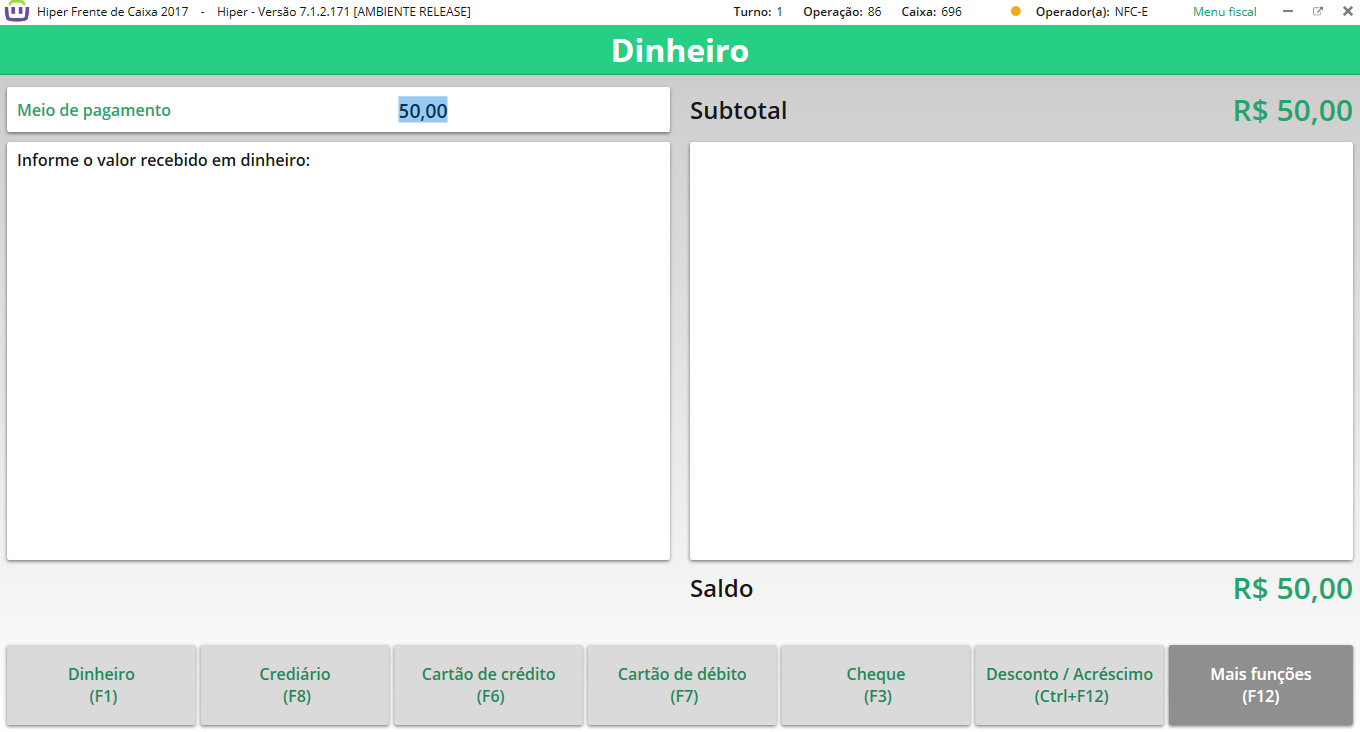 Hiper Frente de Caixa 2017 - Hiper - Versão 7.1.2.171 [AMBIENTE RELEASE] Turno: 1 Operação: 86 Caixa: 696 Operador(a): NFC-E Menu fiscal
Dinheiro
Meio de pagamento 50,00
Subtotal R$ 50,00
Informe o valor recebido em dinheiro:
Saldo R$ 50,00
Dinheiro
(F1)
Crediário
(F8)
Cartão de crédito
(F6)
Cartão de débito
(F7)
Cheque
(F3)
Desconto / Acréscimo
(Ctrl+F12)
Mais funções
(F12)